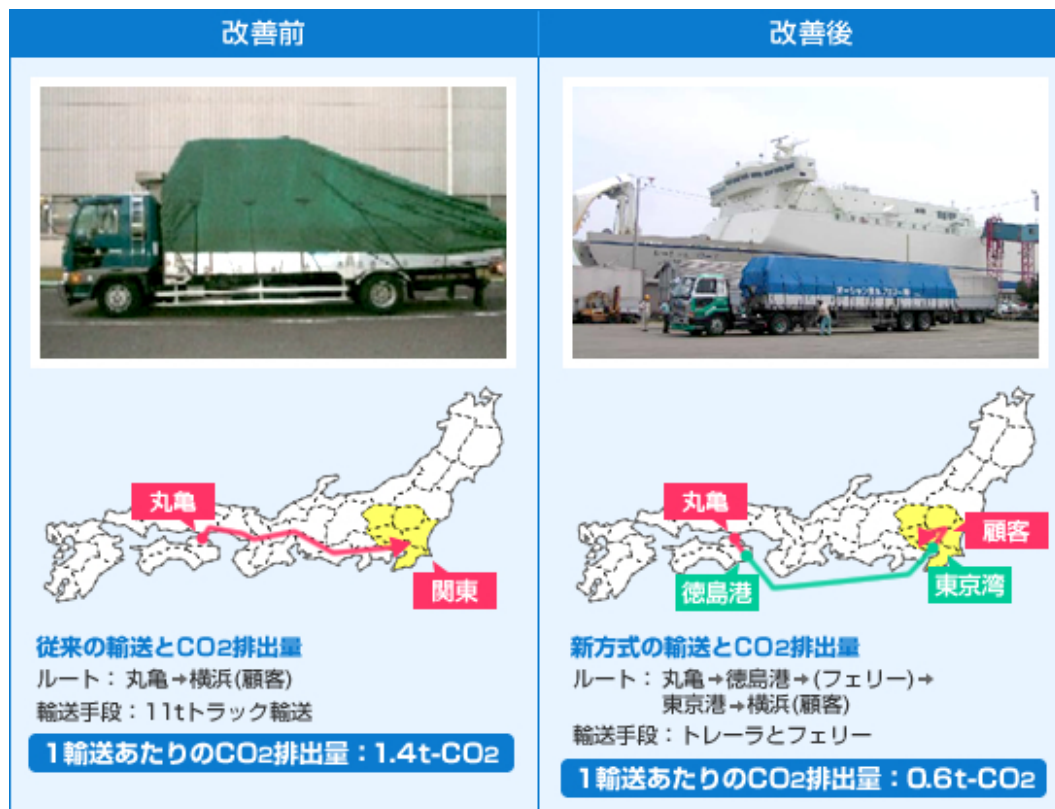 改善前
丸亀
関東
従来の輸送とCO2排出量
ルート：丸亀→横浜(顧客)
輸送手段：11tトラック輸送
1輸送あたりのCO2排出量：1.4t-CO2
改善後
丸亀
顧客
徳島港
東京湾
新方式の輸送とCO2排出量
ルート：丸亀→徳島港→(フェリー)→
東京港→横浜(顧客)
輸送手段：トレーラとフェリー
1輸送あたりのCO2排出量：0.6t-CO2